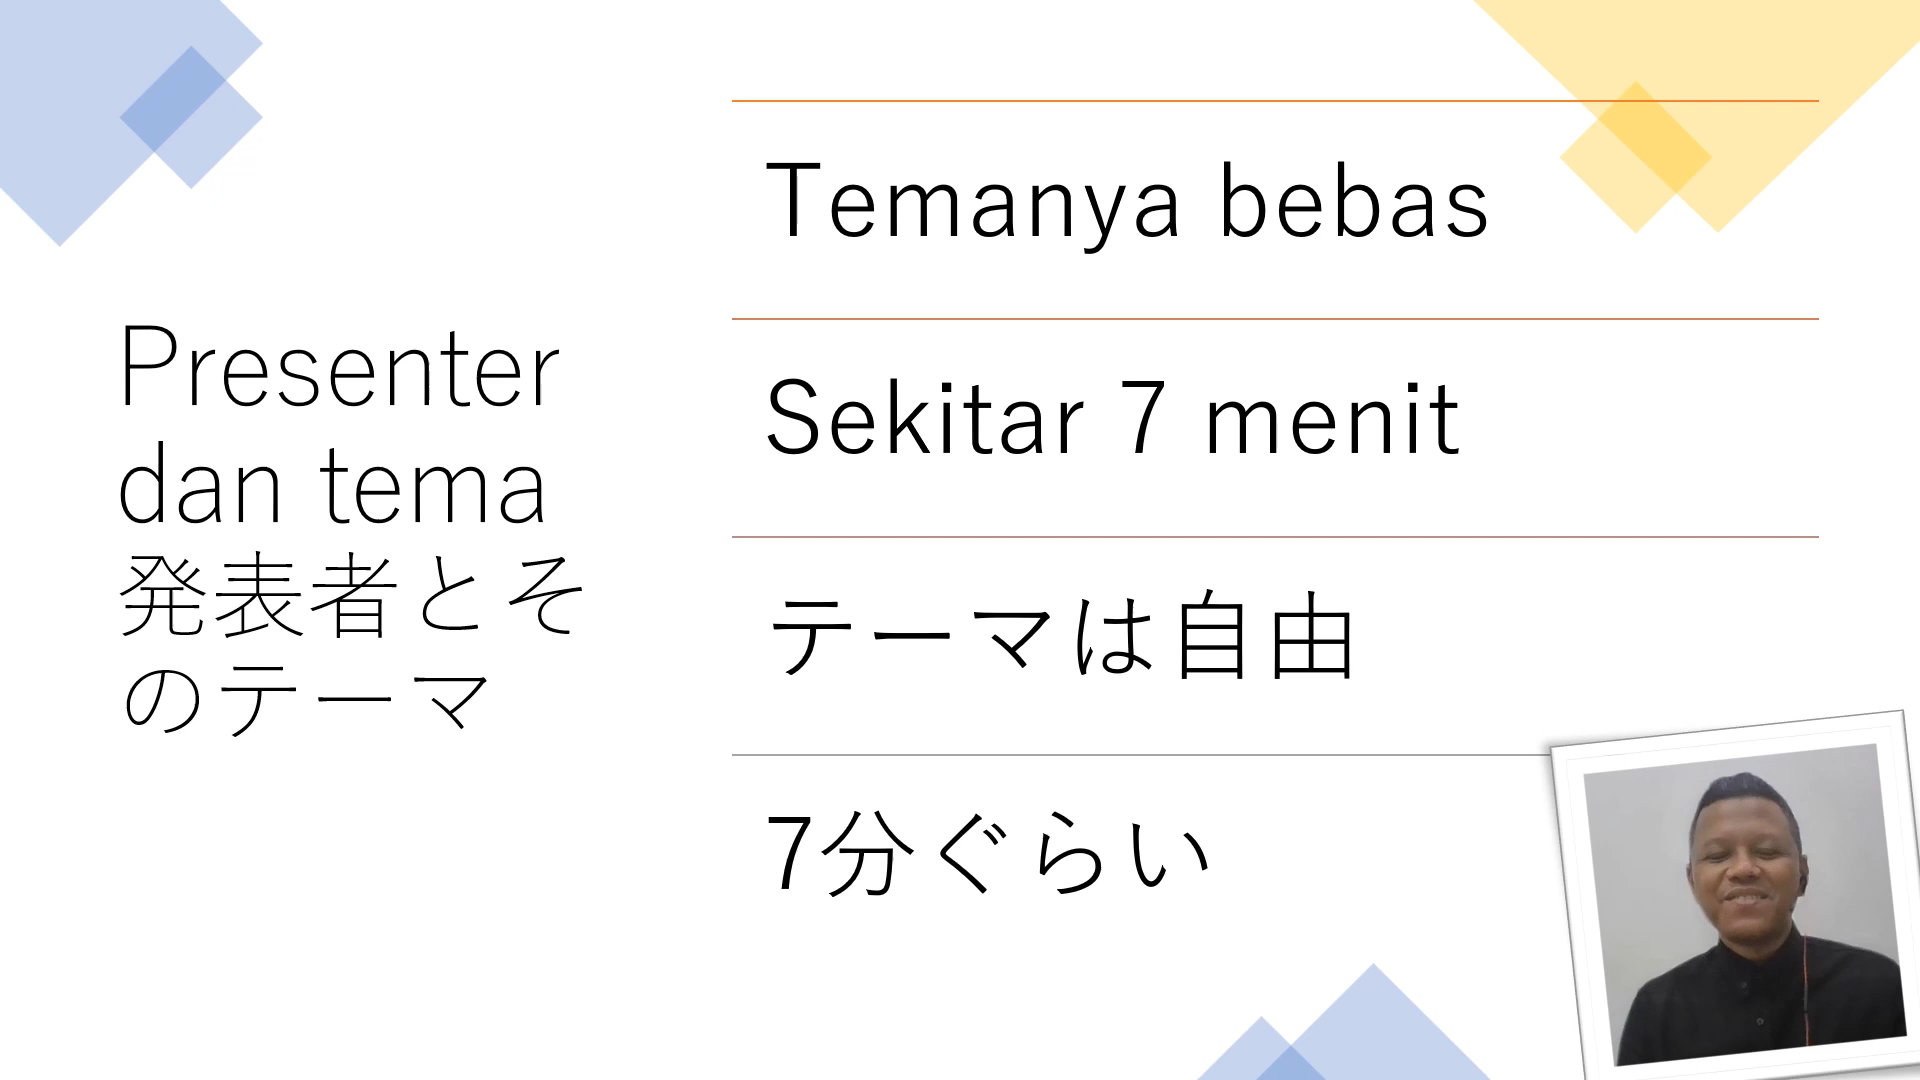 Presenter
dan tema
発表者とそ
のテーマ
Temanya bebas
Sekitar 7 menit
テーマは自由
7分ぐらい